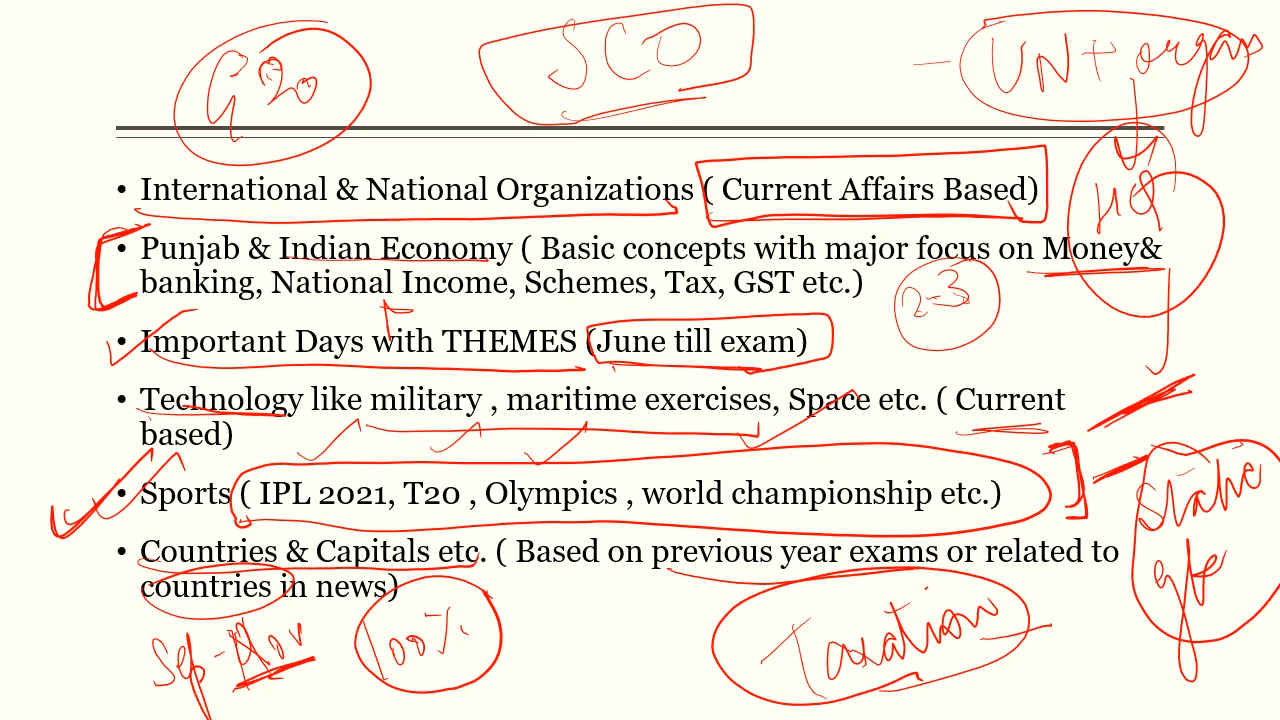 G20
SCO
- UN + organs
HQ
• International & National Organizations ( Current Affairs Based)
• Punjab & Indian Economy ( Basic concepts with major focus on Money&
banking, National Income, Schemes, Tax, GST etc.)
2-3
• Important Days with THEMES (June till exam)
• Technology like military , maritime exercises, Space etc. ( Current
based)
• Sports ( IPL 2021, T20 , Olympics , world championship etc.)
Static
• Countries & Capitals etc. ( Based on previous year exams or related to
countries in news)
Sep - Nov
100%
Taxation